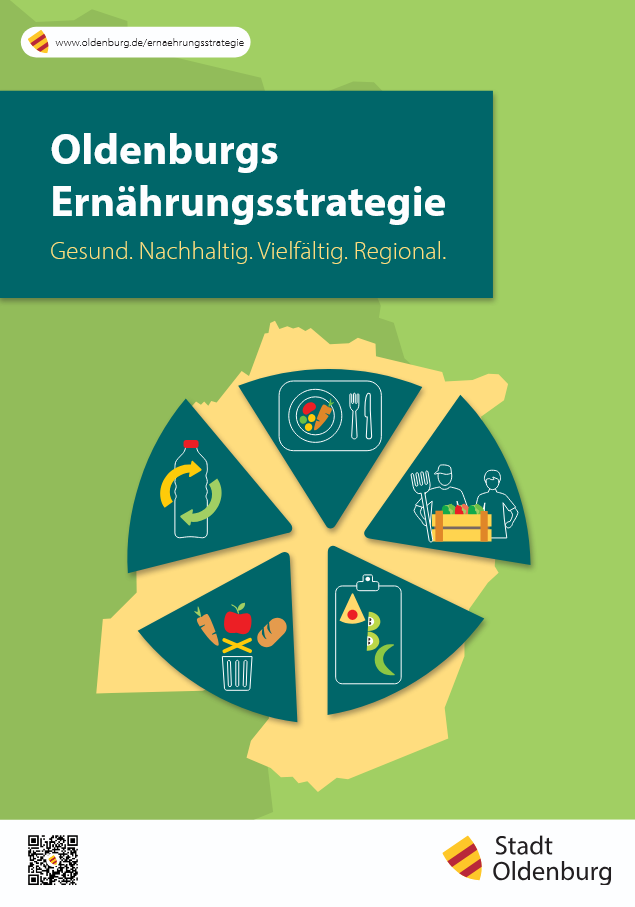 www.oldenburg.de/ernaehrungsstrategie
Oldenburgs
Ernährungsstrategie
Gesund. Nachhaltig. Vielfältig. Regional.
Stadt
Oldenburg